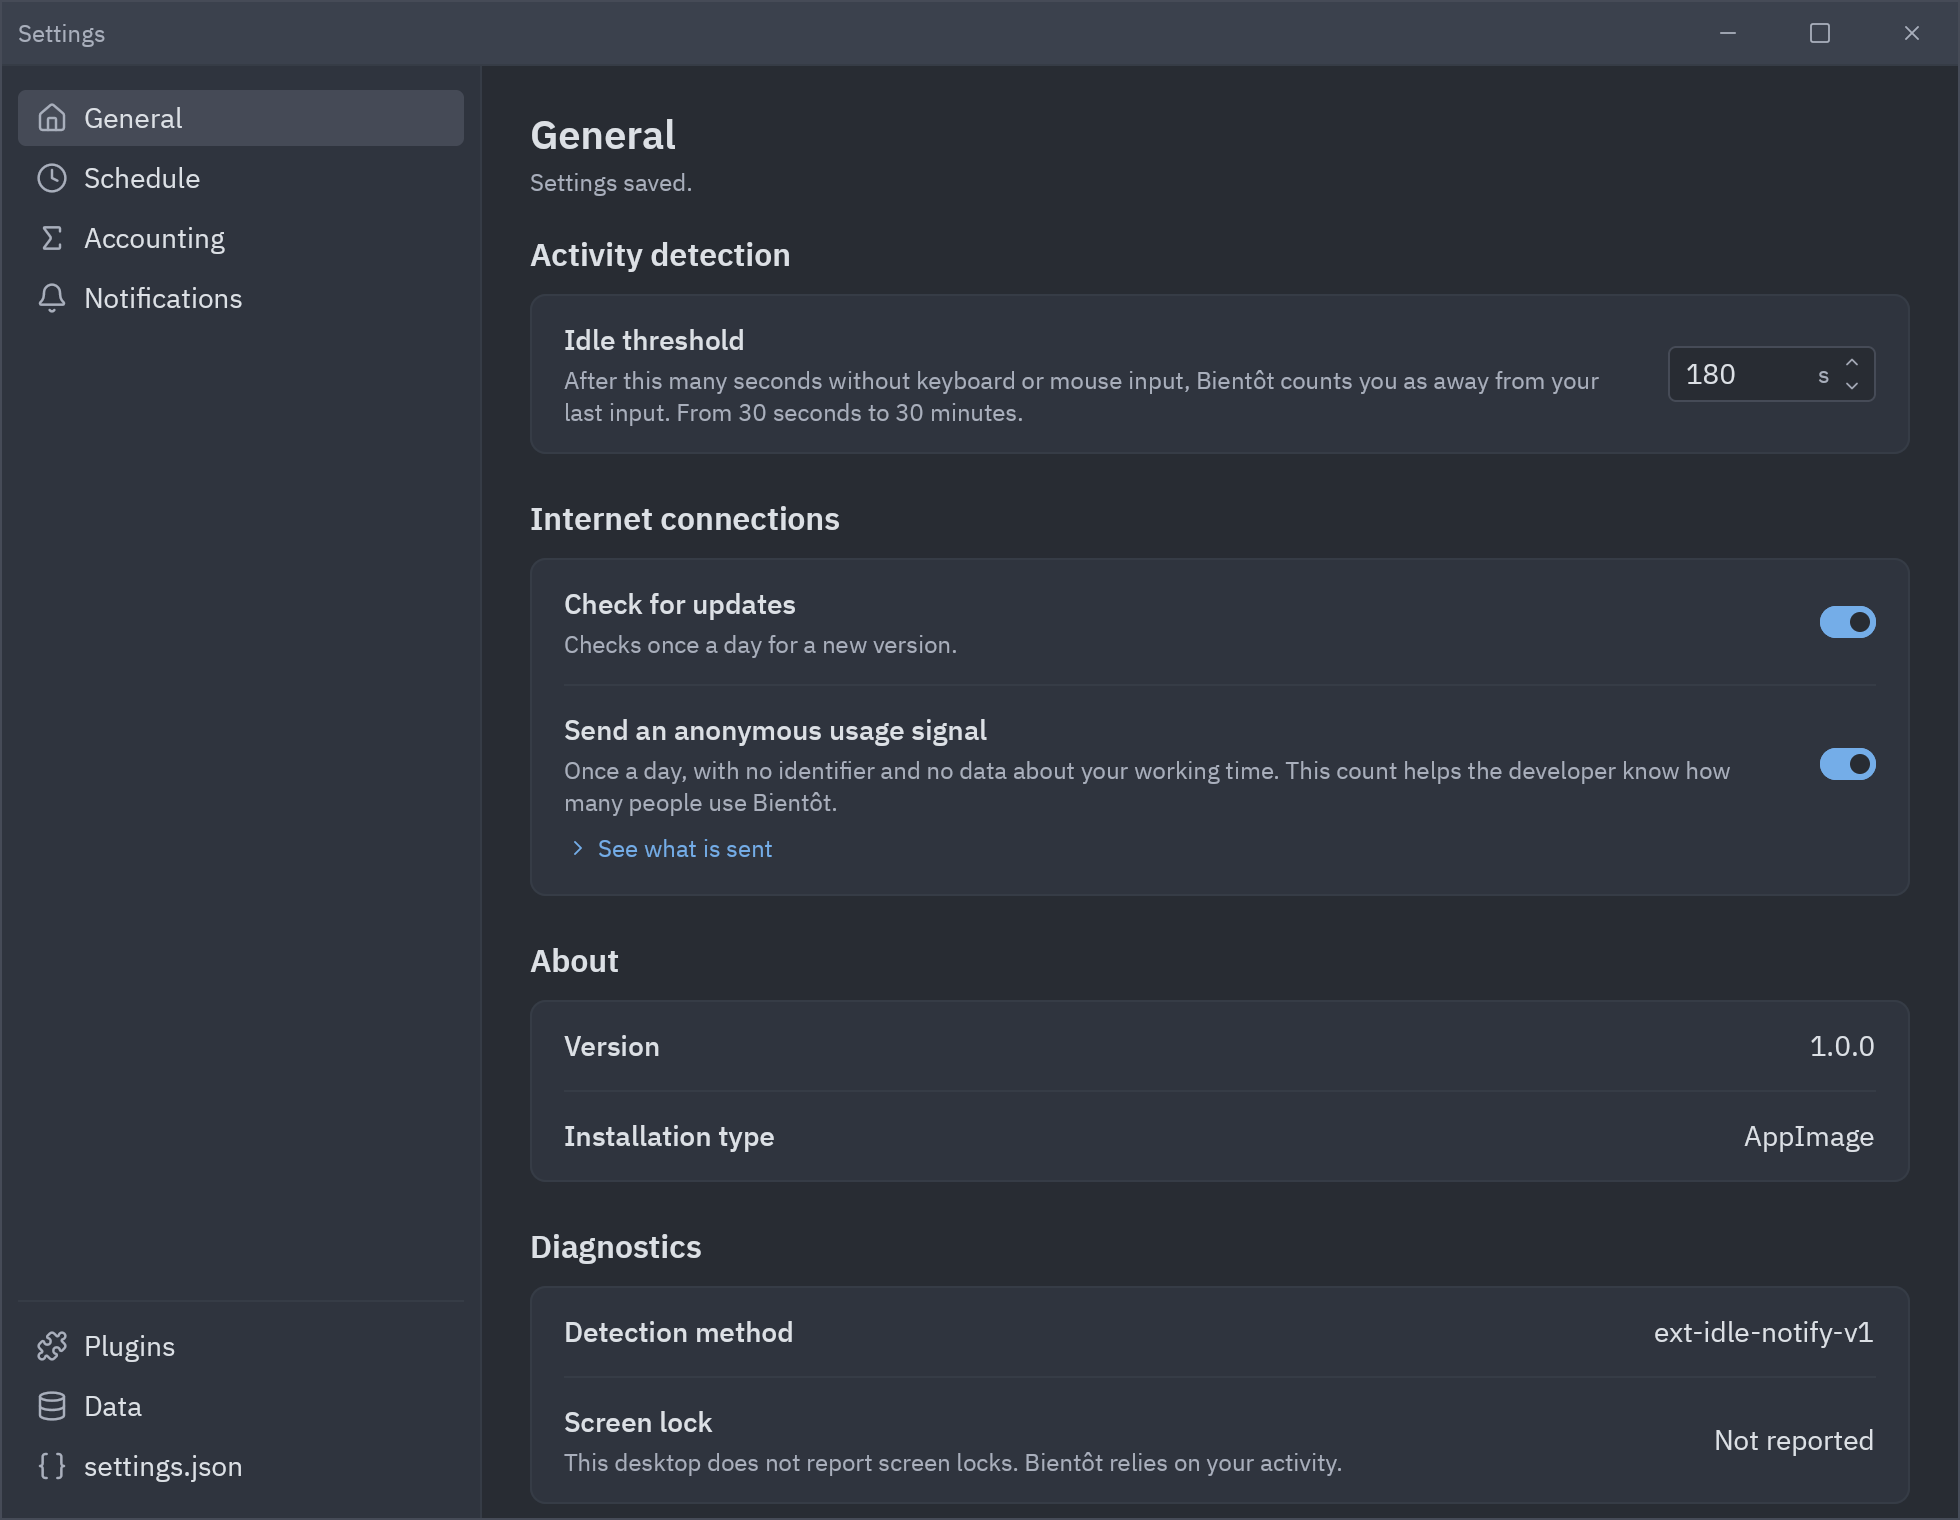 Settings
General
Schedule
Accounting
Notifications
Plugins
Data
settings.json
General
Settings saved.
Activity detection
Idle threshold
After this many seconds without keyboard or mouse input, Bientôt counts you as away from your
last input. From 30 seconds to 30 minutes.
180 s
Internet connections
Check for updates
Checks once a day for a new version.
Send an anonymous usage signal
Once a day, with no identifier and no data about your working time. This count helps the developer know how
many people use Bientôt.
See what is sent
About
Version 1.0.0
Installation type AppImage
Diagnostics
Detection method ext-idle-notify-v1
Screen lock
This desktop does not report screen locks. Bientôt relies on your activity.
Not reported